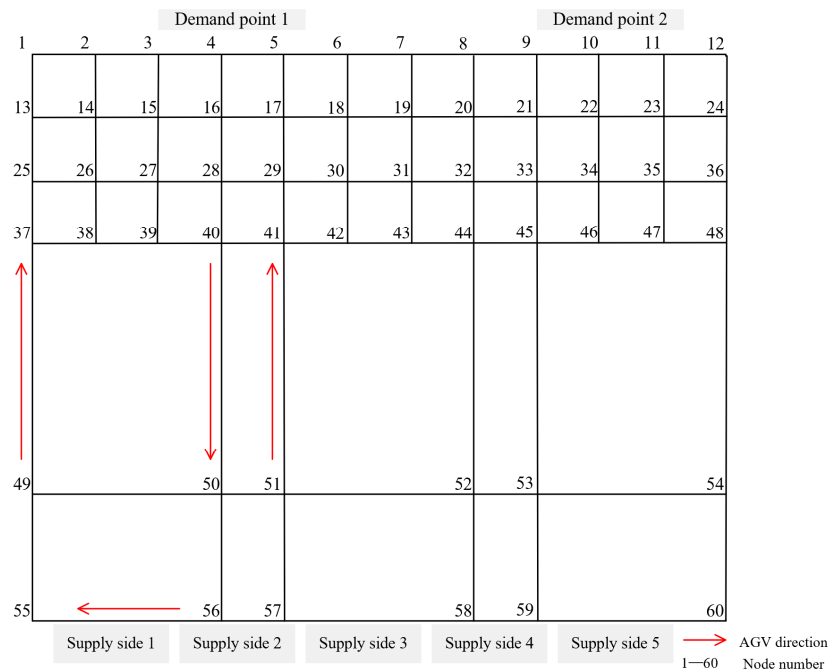 Demand point 1 Demand point 2
1 2 3 4 5 6 7 8 9 10 11 12
13 14 15 16 17 18 19 20 21 22 23 24
25 26 27 28 29 30 31 32 33 34 35 36
37 38 39 40 41 42 43 44 45 46 47 48
49 50 51 52 53 54
55 56 57 58 59 60
Supply side 1 Supply side 2 Supply side 3 Supply side 4 Supply side 5 AGV direction
1—60 Node number